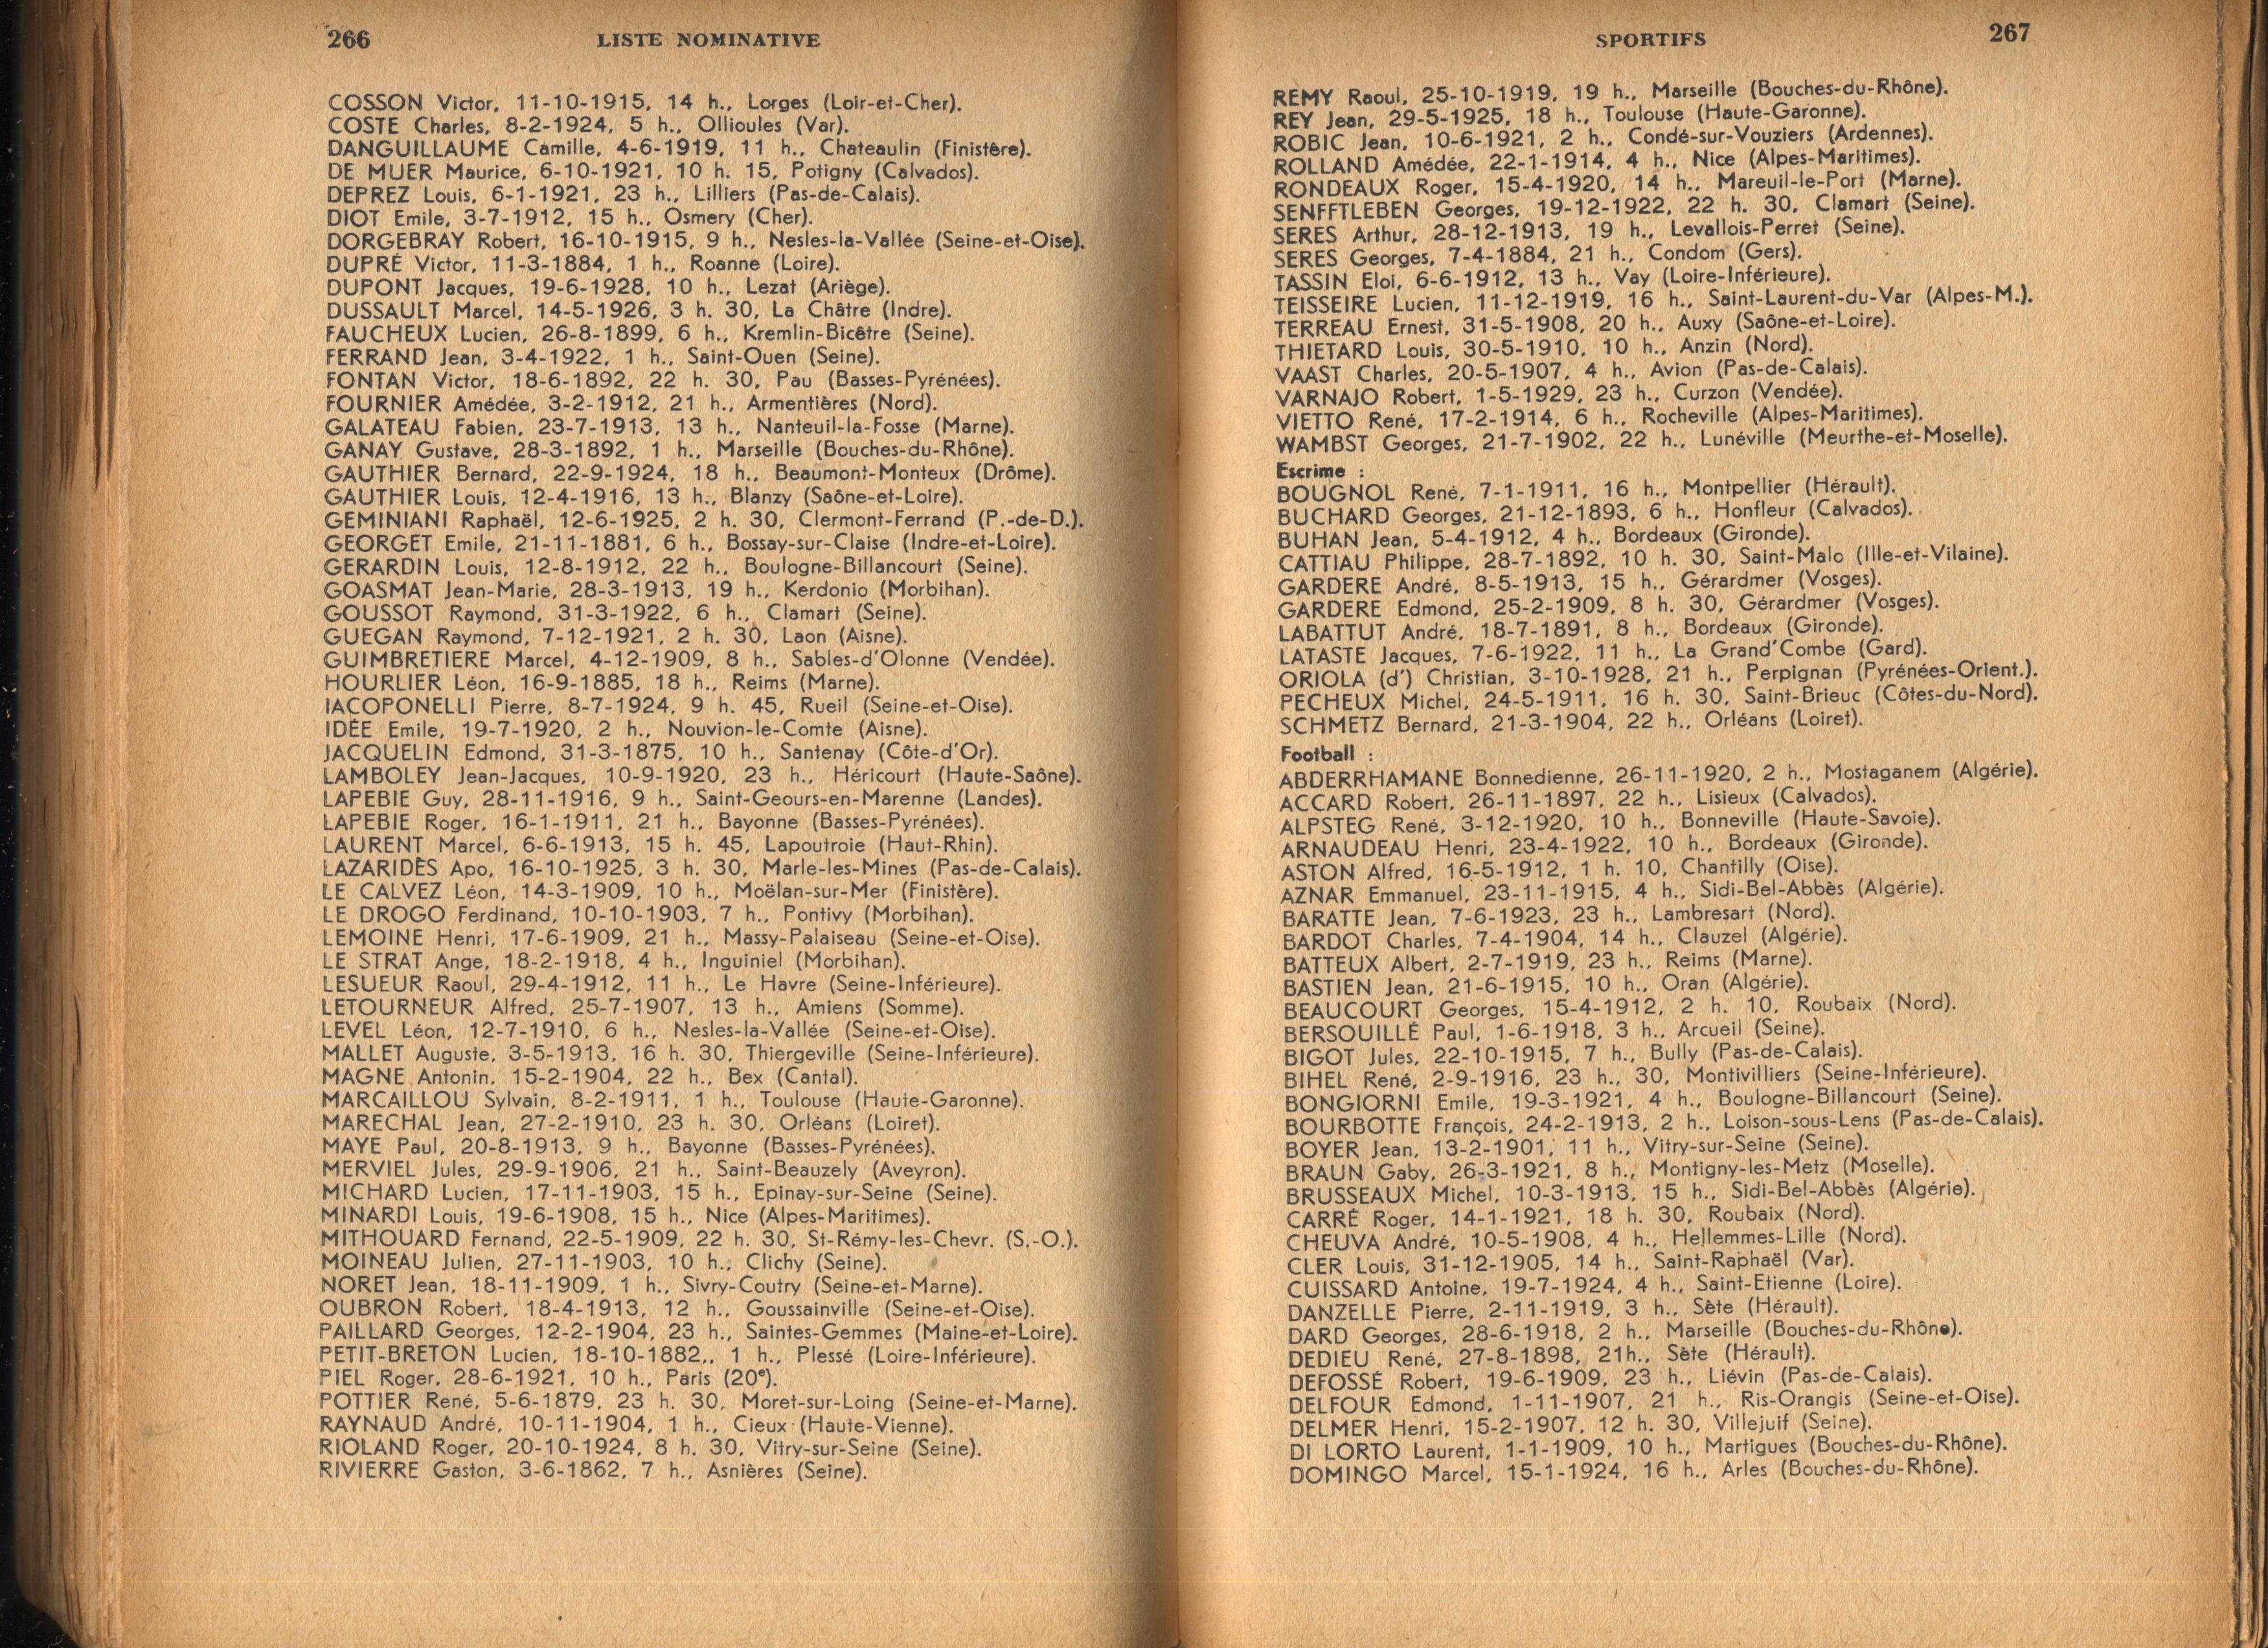 266
LISTE NOMINATIVE
COSSON Victor, 11-10-1915, 14 h., Lorges (Loir-et-Cher).
COSTE Charles, 8-2-1924, 5 h., Ollioules (Var).
DANGUILLAUME Camille, 4-6-1919, 11 h., Chateaulin (Finistère).
DE MUER Maurice, 6-10-1921, 10 h. 15, Potigny (Calvados).
DEPREZ Louis, 6-1-1921, 23 h., Lilliers (Pas-de-Calais).
DIOT Emile, 3-7-1912, 15 h., Osmery (Cher).
DORGEBRAY Robert, 16-10-1915, 9 h., Nesles-la-Vallée (Seine-et-Oise).
DUPRÉ Victor, 11-3-1884, 1 h., Roanne (Loire).
DUPONT Jacques, 19-6-1928, 10 h., Lezat (Ariège).
DUSSAULT Marcel, 14-5-1926, 3 h. 30, La Châtre (Indre).
FAUCHEUX Lucien, 26-8-1899, 6 h., Kremlin-Bicêtre (Seine).
FERRAND Jean, 3-4-1922, 1 h., Saint-Ouen (Seine).
FONTAN Victor, 18-6-1892, 22 h. 30, Pau (Basses-Pyrénées).
FOURNIER Amédée, 3-2-1912, 21 h., Armentières (Nord).
GALATEAU Fabien, 23-7-1913, 13 h., Nanteuil-la-Fosse (Marne).
GANAY Gustave, 28-3-1892, 1 h., Marseille (Bouches-du-Rhône).
GAUTHIER Bernard, 22-9-1924, 18 h., Beaumont-Monteux (Drôme).
GAUTHIER Louis, 12-4-1916, 13 h., Blanzy (Saône-et-Loire).
GEMINIANI Raphaël, 12-6-1925, 2 h. 30, Clermont-Ferrand (P.-de-D.).
GEORGET Emile, 21-11-1881, 6 h., Bossay-sur-Claise (Indre-et-Loire).
GERARDIN Louis, 12-8-1912, 22 h., Boulogne-Billancourt (Seine).
GOASMAT Jean-Marie, 28-3-1913, 19 h., Kerdonio (Morbihan).
GOUSSOT Raymond, 31-3-1922, 6 h., Clamart (Seine).
GUEGAN Raymond, 7-12-1921, 2 h. 30, Laon (Aisne).
GUIMBRETIERE Marcel, 4-12-1909, 8 h., Sables-d'Olonne (Vendée).
HOURLIER Léon, 16-9-1885, 18 h., Reims (Marne).
IACOPONELLI Pierre, 8-7-1924, 9 h. 45, Rueil (Seine-et-Oise).
IDÉE Emile, 19-7-1920, 2 h., Nouvion-le-Comte (Aisne).
JACQUELIN Edmond, 31-3-1875, 10 h., Santenay (Côte-d'Or).
LAMBOLEY Jean-Jacques, 10-9-1920, 23 h., Héricourt (Haute-Saône).
LAPEBIE Guy, 28-11-1916, 9 h., Saint-Geours-en-Marenne (Landes).
LAPEBIE Roger, 16-1-1911, 21 h., Bayonne (Basses-Pyrénées).
LAURENT Marcel, 6-6-1913, 15 h. 45, Lapoutroie (Haut-Rhin).
LAZARIDÈS Apo, 16-10-1925, 3 h. 30, Marle-les-Mines (Pas-de-Calais).
LE CALVEZ Léon, 14-3-1909, 10 h., Moëlan-sur-Mer (Finistère).
LE DROGO Ferdinand, 10-10-1903, 7 h., Pontivy (Morbihan).
LEMOINE Henri, 17-6-1909, 21 h., Massy-Palaiseau (Seine-et-Oise).
LE STRAT Ange, 18-2-1918, 4 h., Inguiniel (Morbihan).
LESUEUR Raoul, 29-4-1912, 11 h., Le Havre (Seine-Inférieure).
LETOURNEUR Alfred, 25-7-1907, 13 h., Amiens (Somme).
LEVEL Léon, 12-7-1910, 6 h., Nesles-la-Vallée (Seine-et-Oise).
MALLET Auguste, 3-5-1913, 16 h. 30, Thiergeville (Seine-Inférieure).
MAGNE Antonin, 15-2-1904, 22 h., Bex (Cantal).
MARCAILLOU Sylvain, 8-2-1911, 1 h., Toulouse (Haute-Garonne).
MARECHAL Jean, 27-2-1910, 23 h. 30, Orléans (Loiret).
MAYE Paul, 20-8-1913, 9 h., Bayonne (Basses-Pyrénées).
MERVIEL Jules, 29-9-1906, 21 h., Saint-Beauzely (Aveyron).
MICHARD Lucien, 17-11-1903, 15 h., Epinay-sur-Seine (Seine).
MINARDI Louis, 19-6-1908, 15 h., Nice (Alpes-Maritimes).
MITHOUARD Fernand, 22-5-1909, 22 h. 30, St-Rémy-les-Chevr. (S.-O.).
MOINEAU Julien, 27-11-1903, 10 h., Clichy (Seine).
NORET Jean, 18-11-1909, 1 h., Sivry-Coutry (Seine-et-Marne).
OUBRON Robert, 18-4-1913, 12 h., Goussainville (Seine-et-Oise).
PAILLARD Georges, 12-2-1904, 23 h., Saintes-Gemmes (Maine-et-Loire).
PETIT-BRETON Lucien, 18-10-1882,, 1 h., Plessé (Loire-Inférieure).
PIEL Roger, 28-6-1921, 10 h., Paris (20e).
POTTIER René, 5-6-1879, 23 h. 30, Moret-sur-Loing (Seine-et-Marne).
RAYNAUD André, 10-11-1904, 1 h., Cieux (Haute-Vienne).
RIOLAND Roger, 20-10-1924, 8 h. 30, Vitry-sur-Seine (Seine).
RIVIERRE Gaston, 3-6-1862, 7 h., Asnières (Seine).
SPORTIFS
267
REMY Raoul, 25-10-1919, 19 h., Marseille (Bouches-du-Rhône).
REY Jean, 29-5-1925, 18 h., Toulouse (Haute-Garonne).
ROBIC Jean, 10-6-1921, 2 h., Condé-sur-Vouziers (Ardennes).
ROLLAND Amédée, 22-1-1914, 4 h., Nice (Alpes-Maritimes).
RONDEAUX Roger, 15-4-1920, 14 h., Mareuil-le-Port (Marne).
SENFFTLEBEN Georges, 19-12-1922, 22 h. 30, Clamart (Seine).
SERES Arthur, 28-12-1913, 19 h., Levallois-Perret (Seine).
SERES Georges, 7-4-1884, 21 h., Condom (Gers).
TASSIN Eloi, 6-6-1912, 13 h., Vay (Loire-Inférieure).
TEISSEIRE Lucien, 11-12-1919, 16 h., Saint-Laurent-du-Var (Alpes-M.).
TERREAU Ernest, 31-5-1908, 20 h., Auxy (Saône-et-Loire).
THIETARD Louis, 30-5-1910, 10 h., Anzin (Nord).
VAAST Charles, 20-5-1907, 4 h., Avion (Pas-de-Calais).
VARNAJO Robert, 1-5-1929, 23 h., Curzon (Vendée).
VIETTO René, 17-2-1914, 6 h., Rocheville (Alpes-Maritimes).
WAMBST Georges, 21-7-1902, 22 h., Lunéville (Meurthe-et-Moselle).
Escrime :
BOUGNOL René, 7-1-1911, 16 h., Montpellier (Hérault).
BUCHARD Georges, 21-12-1893, 6 h., Honfleur (Calvados).
BUHAN Jean, 5-4-1912, 4 h., Bordeaux (Gironde).
CATTIAU Philippe, 28-7-1892, 10 h. 30, Saint-Malo (Ille-et-Vilaine).
GARDERE André, 8-5-1913, 15 h., Gérardmer (Vosges).
GARDERE Edmond, 25-2-1909, 8 h. 30, Gérardmer (Vosges).
LABATTUT André, 18-7-1891, 8 h., Bordeaux (Gironde).
LATASTE Jacques, 7-6-1922, 11 h., La Grand'Combe (Gard).
ORIOLA (d') Christian, 3-10-1928, 21 h., Perpignan (Pyrénées-Orient.).
PECHEUX Michel, 24-5-1911, 16 h. 30, Saint-Brieuc (Côtes-du-Nord).
SCHMETZ Bernard, 21-3-1904, 22 h., Orléans (Loiret).
Football :
ABDERRHAMANE Bonnedienne, 26-11-1920, 2 h., Mostaganem (Algérie).
ACCARD Robert, 26-11-1897, 22 h., Lisieux (Calvados).
ALPSTEG René, 3-12-1920, 10 h., Bonneville (Haute-Savoie).
ARNAUDEAU Henri, 23-4-1922, 10 h., Bordeaux (Gironde).
ASTON Alfred, 16-5-1912, 1 h. 10, Chantilly (Oise).
AZNAR Emmanuel, 23-11-1915, 4 h., Sidi-Bel-Abbès (Algérie).
BARATTE Jean, 7-6-1923, 23 h., Lambresart (Nord).
BARDOT Charles, 7-4-1904, 14 h., Clauzel (Algérie).
BATTEUX Albert, 2-7-1919, 23 h., Reims (Marne).
BASTIEN Jean, 21-6-1915, 10 h., Oran (Algérie).
BEAUCOURT Georges, 15-4-1912, 2 h. 10, Roubaix (Nord).
BERSOUILLÉ Paul, 1-6-1918, 3 h., Arcueil (Seine).
BIGOT Jules, 22-10-1915, 7 h., Bully (Pas-de-Calais).
BIHEL René, 2-9-1916, 23 h., 30, Montivilliers (Seine-Inférieure).
BONGIORNI Emile, 19-3-1921, 4 h., Boulogne-Billancourt (Seine).
BOURBOTTE François, 24-2-1913, 2 h., Loison-sous-Lens (Pas-de-Calais).
BOYER Jean, 13-2-1901, 11 h., Vitry-sur-Seine (Seine).
BRAUN Gaby, 26-3-1921, 8 h., Montigny-les-Metz (Moselle).
BRUSSEAUX Michel, 10-3-1913, 15 h., Sidi-Bel-Abbès (Algérie).
CARRÉ Roger, 14-1-1921, 18 h. 30, Roubaix (Nord).
CHEUVA André, 10-5-1908, 4 h., Hellemmes-Lille (Nord).
CLER Louis, 31-12-1905, 14 h., Saint-Raphaël (Var).
CUISSARD Antoine, 19-7-1924, 4 h., Saint-Etienne (Loire).
DANZELLE Pierre, 2-11-1919, 3 h., Sète (Hérault).
DARD Georges, 28-6-1918, 2 h., Marseille (Bouches-du-Rhône).
DEDIEU René, 27-8-1898, 21h., Sète (Hérault).
DEFOSSÉ Robert, 19-6-1909, 23 h., Liévin (Pas-de-Calais).
DELFOUR Edmond, 1-11-1907, 21 h., Ris-Orangis (Seine-et-Oise).
DELMER Henri, 15-2-1907, 12 h. 30, Villejuif (Seine).
DI LORTO Laurent, 1-1-1909, 10 h., Martigues (Bouches-du-Rhône).
DOMINGO Marcel, 15-1-1924, 16 h., Arles (Bouches-du-Rhône).